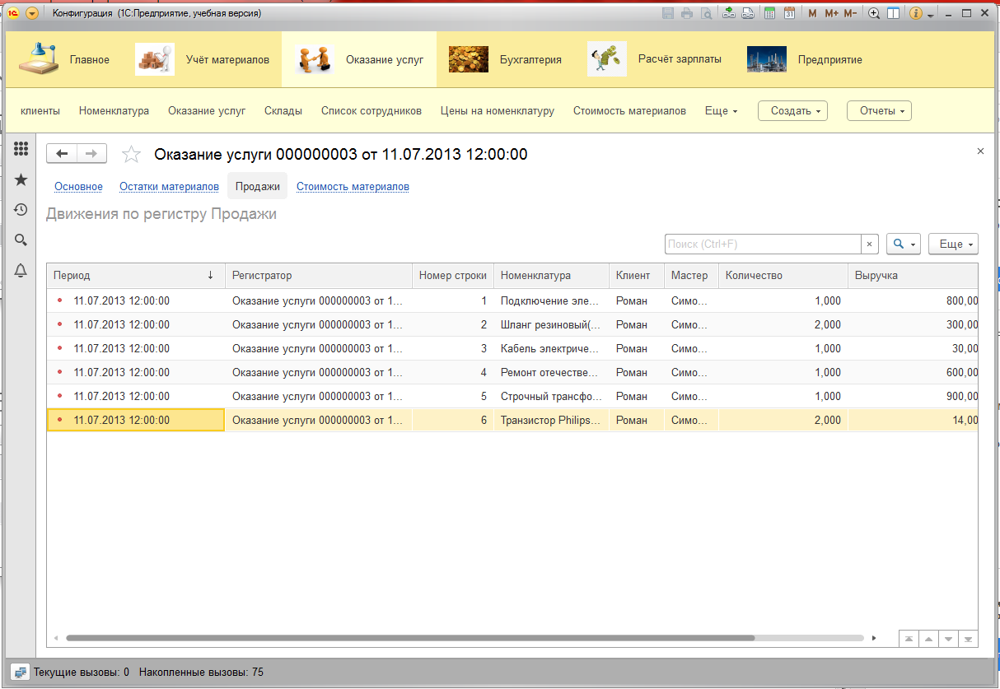 Конфигурация (1С:Предприятие, учебная версия)
M M+ M-
Главное Учёт материалов Оказание услуг Бухгалтерия Расчёт зарплаты Предприятие
клиенты Номенклатура Оказание услуг Склады Список сотрудников Цены на номенклатуру Стоимость материалов Еще Создать Отчеты
Оказание услуги 000000003 от 11.07.2013 12:00:00
Основное Остатки материалов Продажи Стоимость материалов
Движения по регистру Продажи
Поиск (Ctrl+F) × Еще
Период ↓ Регистратор Номер строки Номенклатура Клиент Мастер Количество Выручка
11.07.2013 12:00:00 Оказание услуги 000000003 от 1... 1 Подключение эле... Роман Симо... 1,000 800,00
11.07.2013 12:00:00 Оказание услуги 000000003 от 1... 2 Шланг резиновый(... Роман Симо... 2,000 300,00
11.07.2013 12:00:00 Оказание услуги 000000003 от 1... 3 Кабель электриче... Роман Симо... 1,000 30,00
11.07.2013 12:00:00 Оказание услуги 000000003 от 1... 4 Ремонт отечестве... Роман Симо... 1,000 600,00
11.07.2013 12:00:00 Оказание услуги 000000003 от 1... 5 Строчный трансфо... Роман Симо... 1,000 900,00
11.07.2013 12:00:00 Оказание услуги 000000003 от 1... 6 Транзистор Philips... Роман Симо... 2,000 14,00
Текущие вызовы: 0 Накопленные вызовы: 75